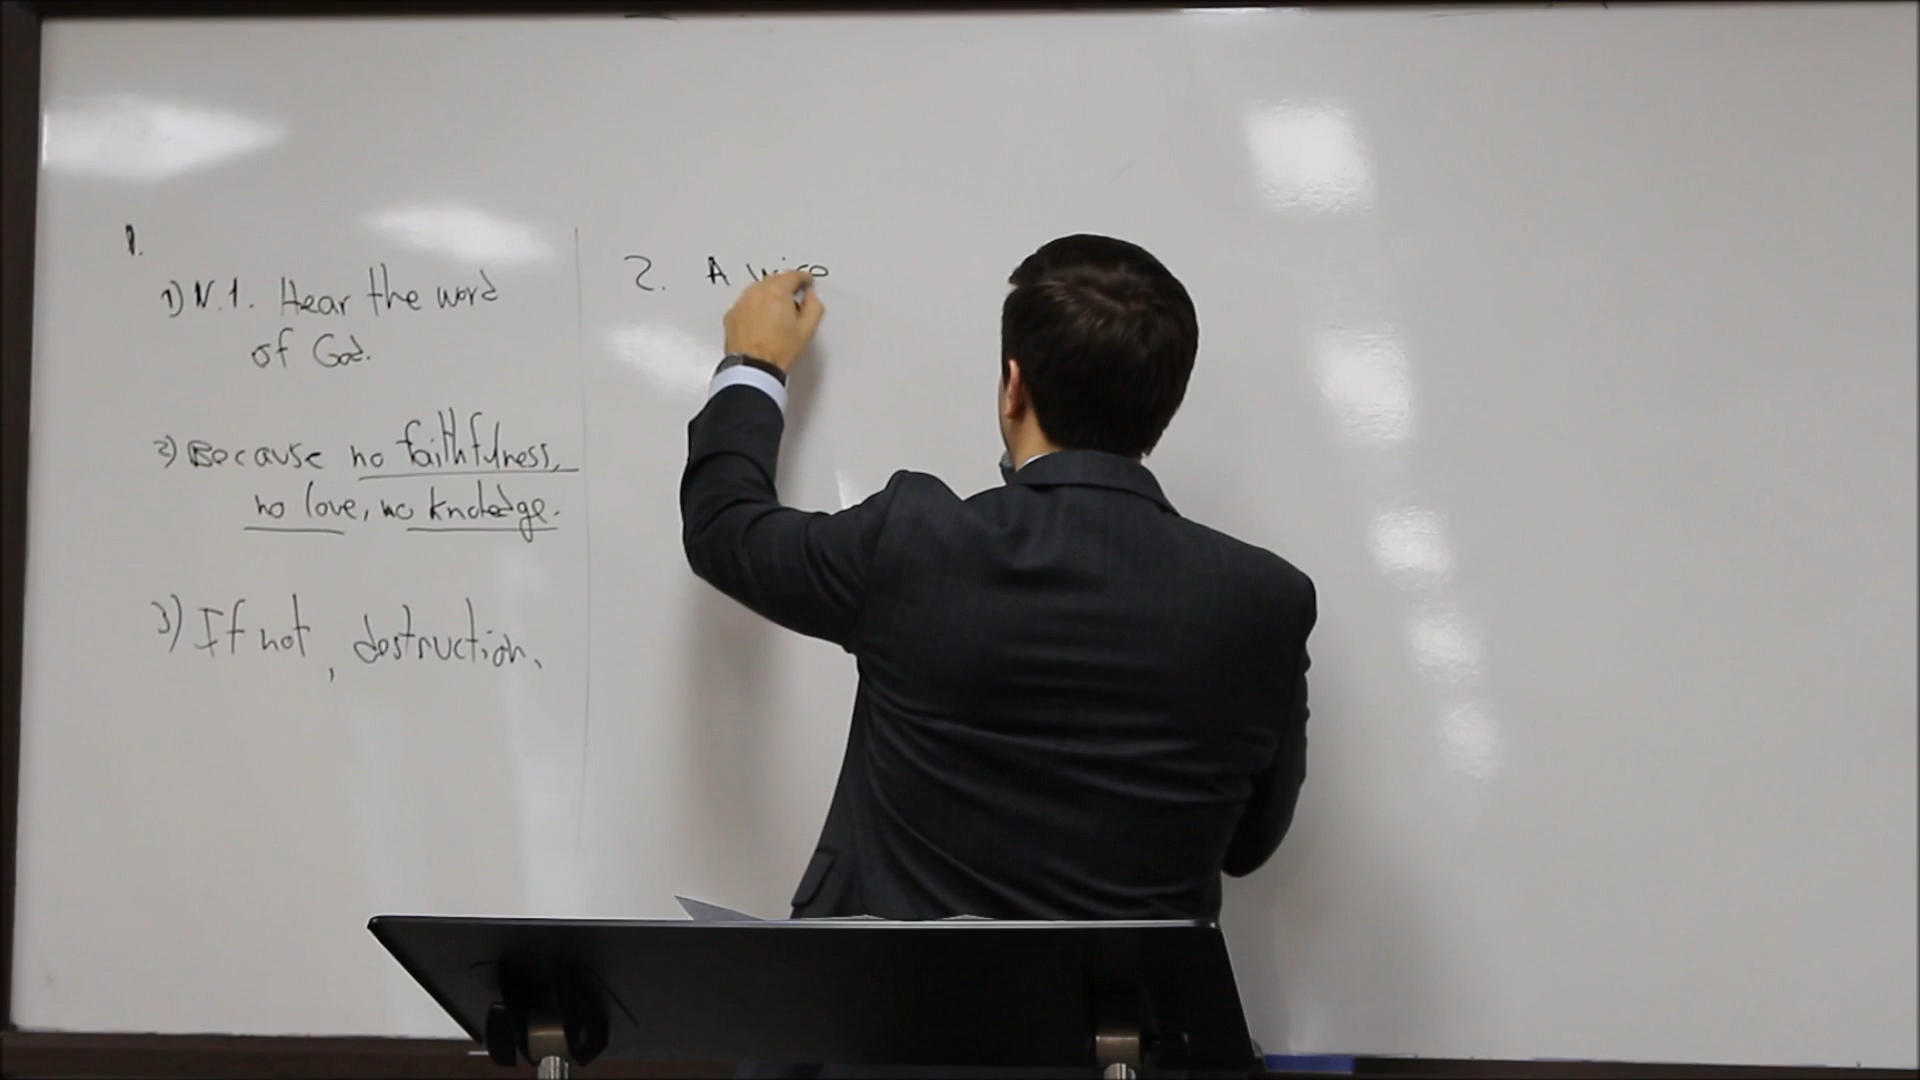 1.
1) V.1. Hear the word
of God.
2) Because no faithfulness,
no love, no knoledge.
3) If not, destruction.
2. A